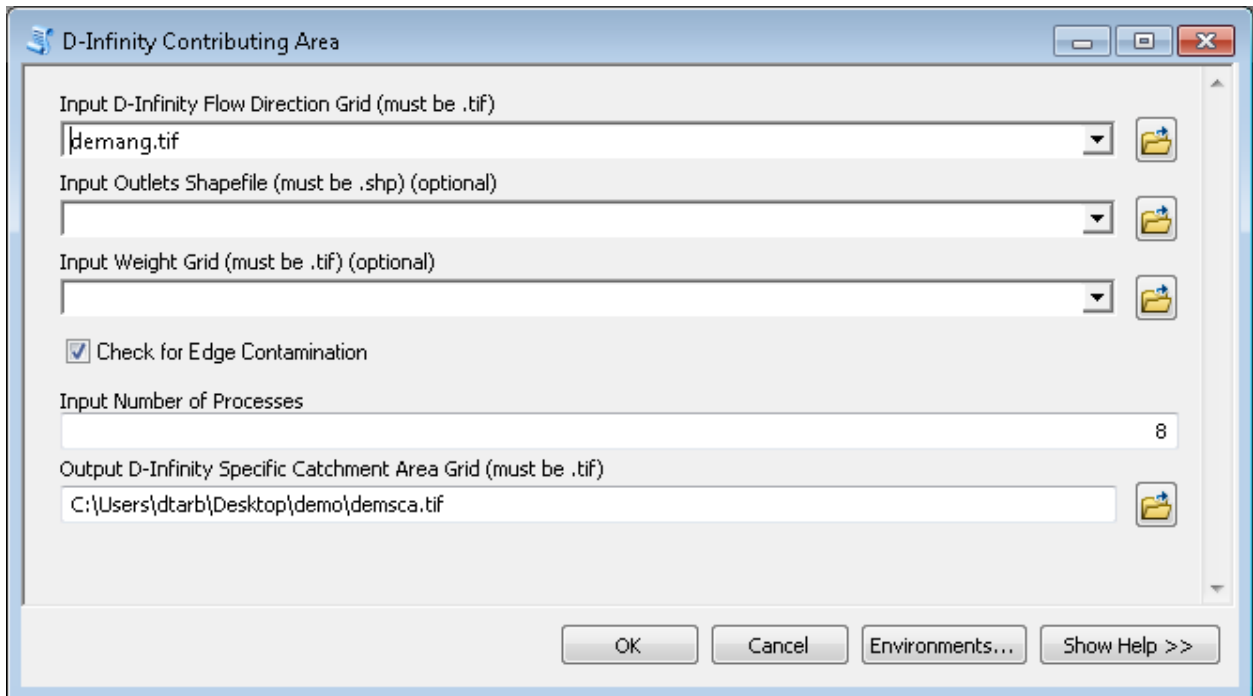 D-Infinity Contributing Area
Input D-Infinity Flow Direction Grid (must be .tif)
demang.tif
Input Outlets Shapefile (must be .shp) (optional)
Input Weight Grid (must be .tif) (optional)
Check for Edge Contamination
Input Number of Processes
8
Output D-Infinity Specific Catchment Area Grid (must be .tif)
C:\Users\dtarb\Desktop\demo\demsca.tif
OK Cancel Environments... Show Help >>